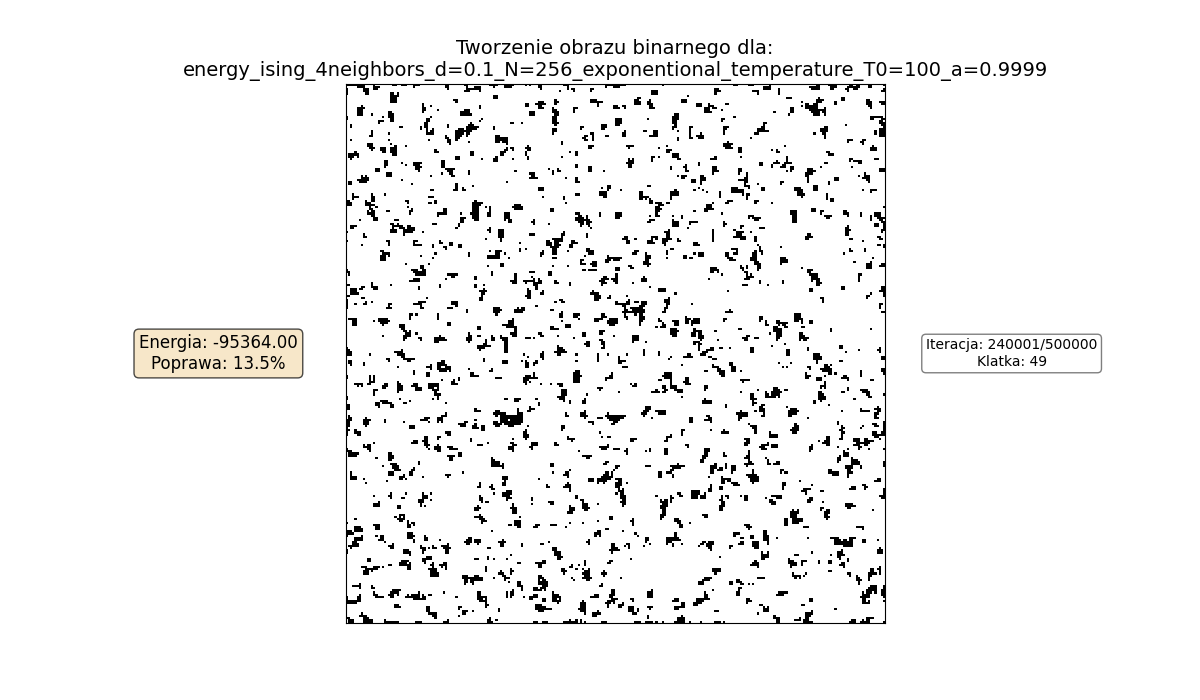 Tworzenie obrazu binarnego dla:
energy_ising_4neighbors_d=0.1_N=256_exponentional_temperature_T0=100_a=0.9999
Energia: -95364.00
Poprawa: 13.5%
Iteracja: 240001/500000
Klatka: 49